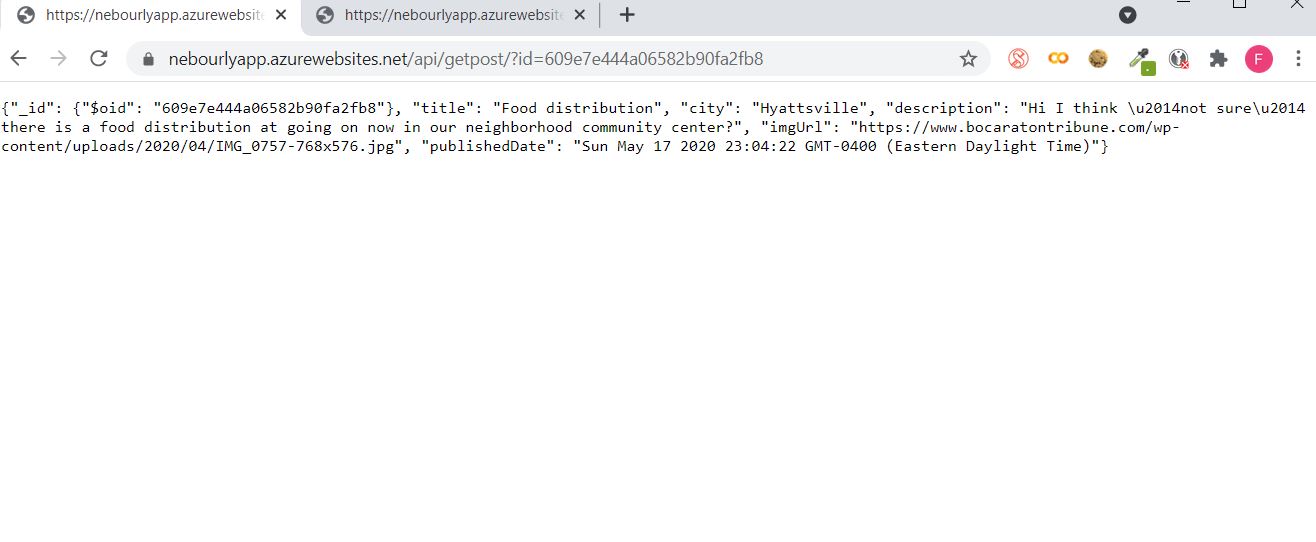 https://nebourlyapp.azurewebsite
https://nebourlyapp.azurewebsite
nebourlyapp.azurewebsites.net/api/getpost/?id=609e7e444a06582b90fa2fb8
F
{"_id": {"$oid": "609e7e444a06582b90fa2fb8"}, "title": "Food distribution", "city": "Hyattsville", "description": "Hi I think \u2014not sure\u2014
there is a food distribution at going on now in our neighborhood community center?", "imgUrl": "https://www.bocaratontribune.com/wp-
content/uploads/2020/04/IMG_0757-768x576.jpg", "publishedDate": "Sun May 17 2020 23:04:22 GMT-0400 (Eastern Daylight Time)"}